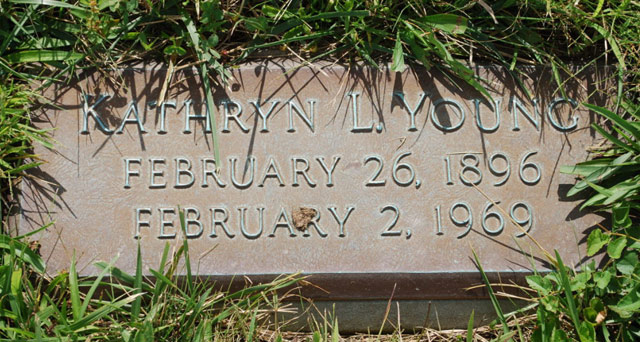 Kathryn L. Young
February 26, 1896
February 2, 1969